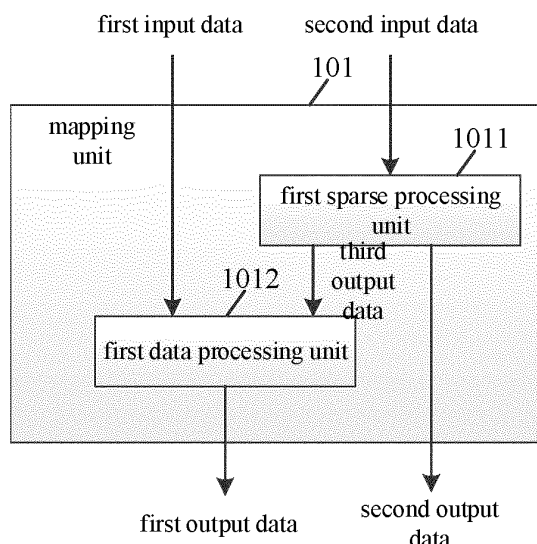 first input data
second input data
101
mapping
unit
1011
first sparse processing
unit
third
output
data
1012
first data processing unit
first output data
second output
data